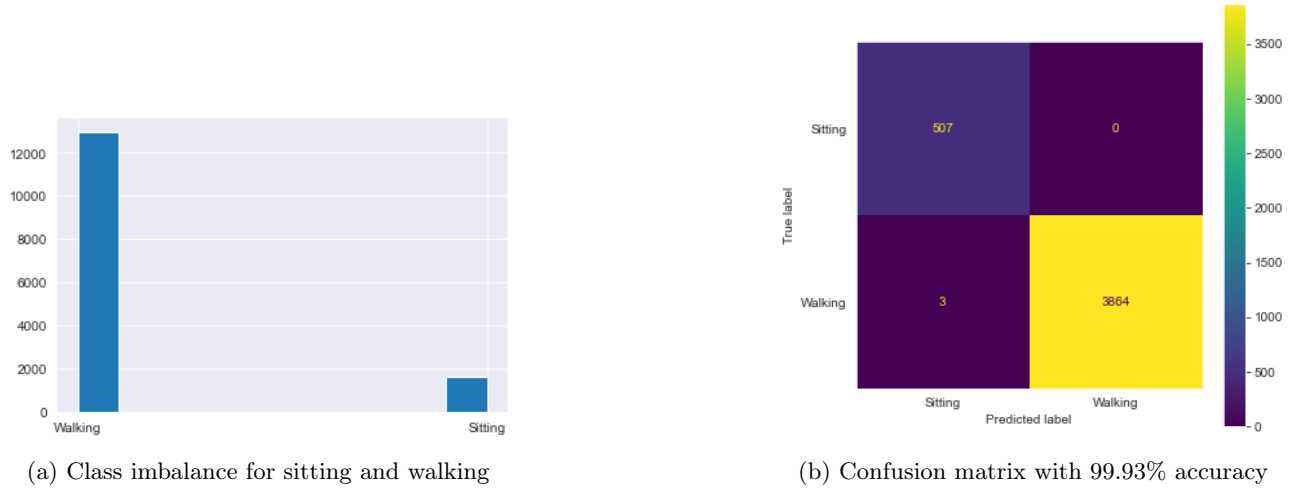 12000
10000
8000
6000
4000
2000
0
Walking
Sitting
(a) Class imbalance for sitting and walking
True label
Sitting
507
0
Walking
3
3864
Sitting
Walking
Predicted label
3500
3000
2500
2000
1500
1000
500
0
(b) Confusion matrix with 99.93% accuracy